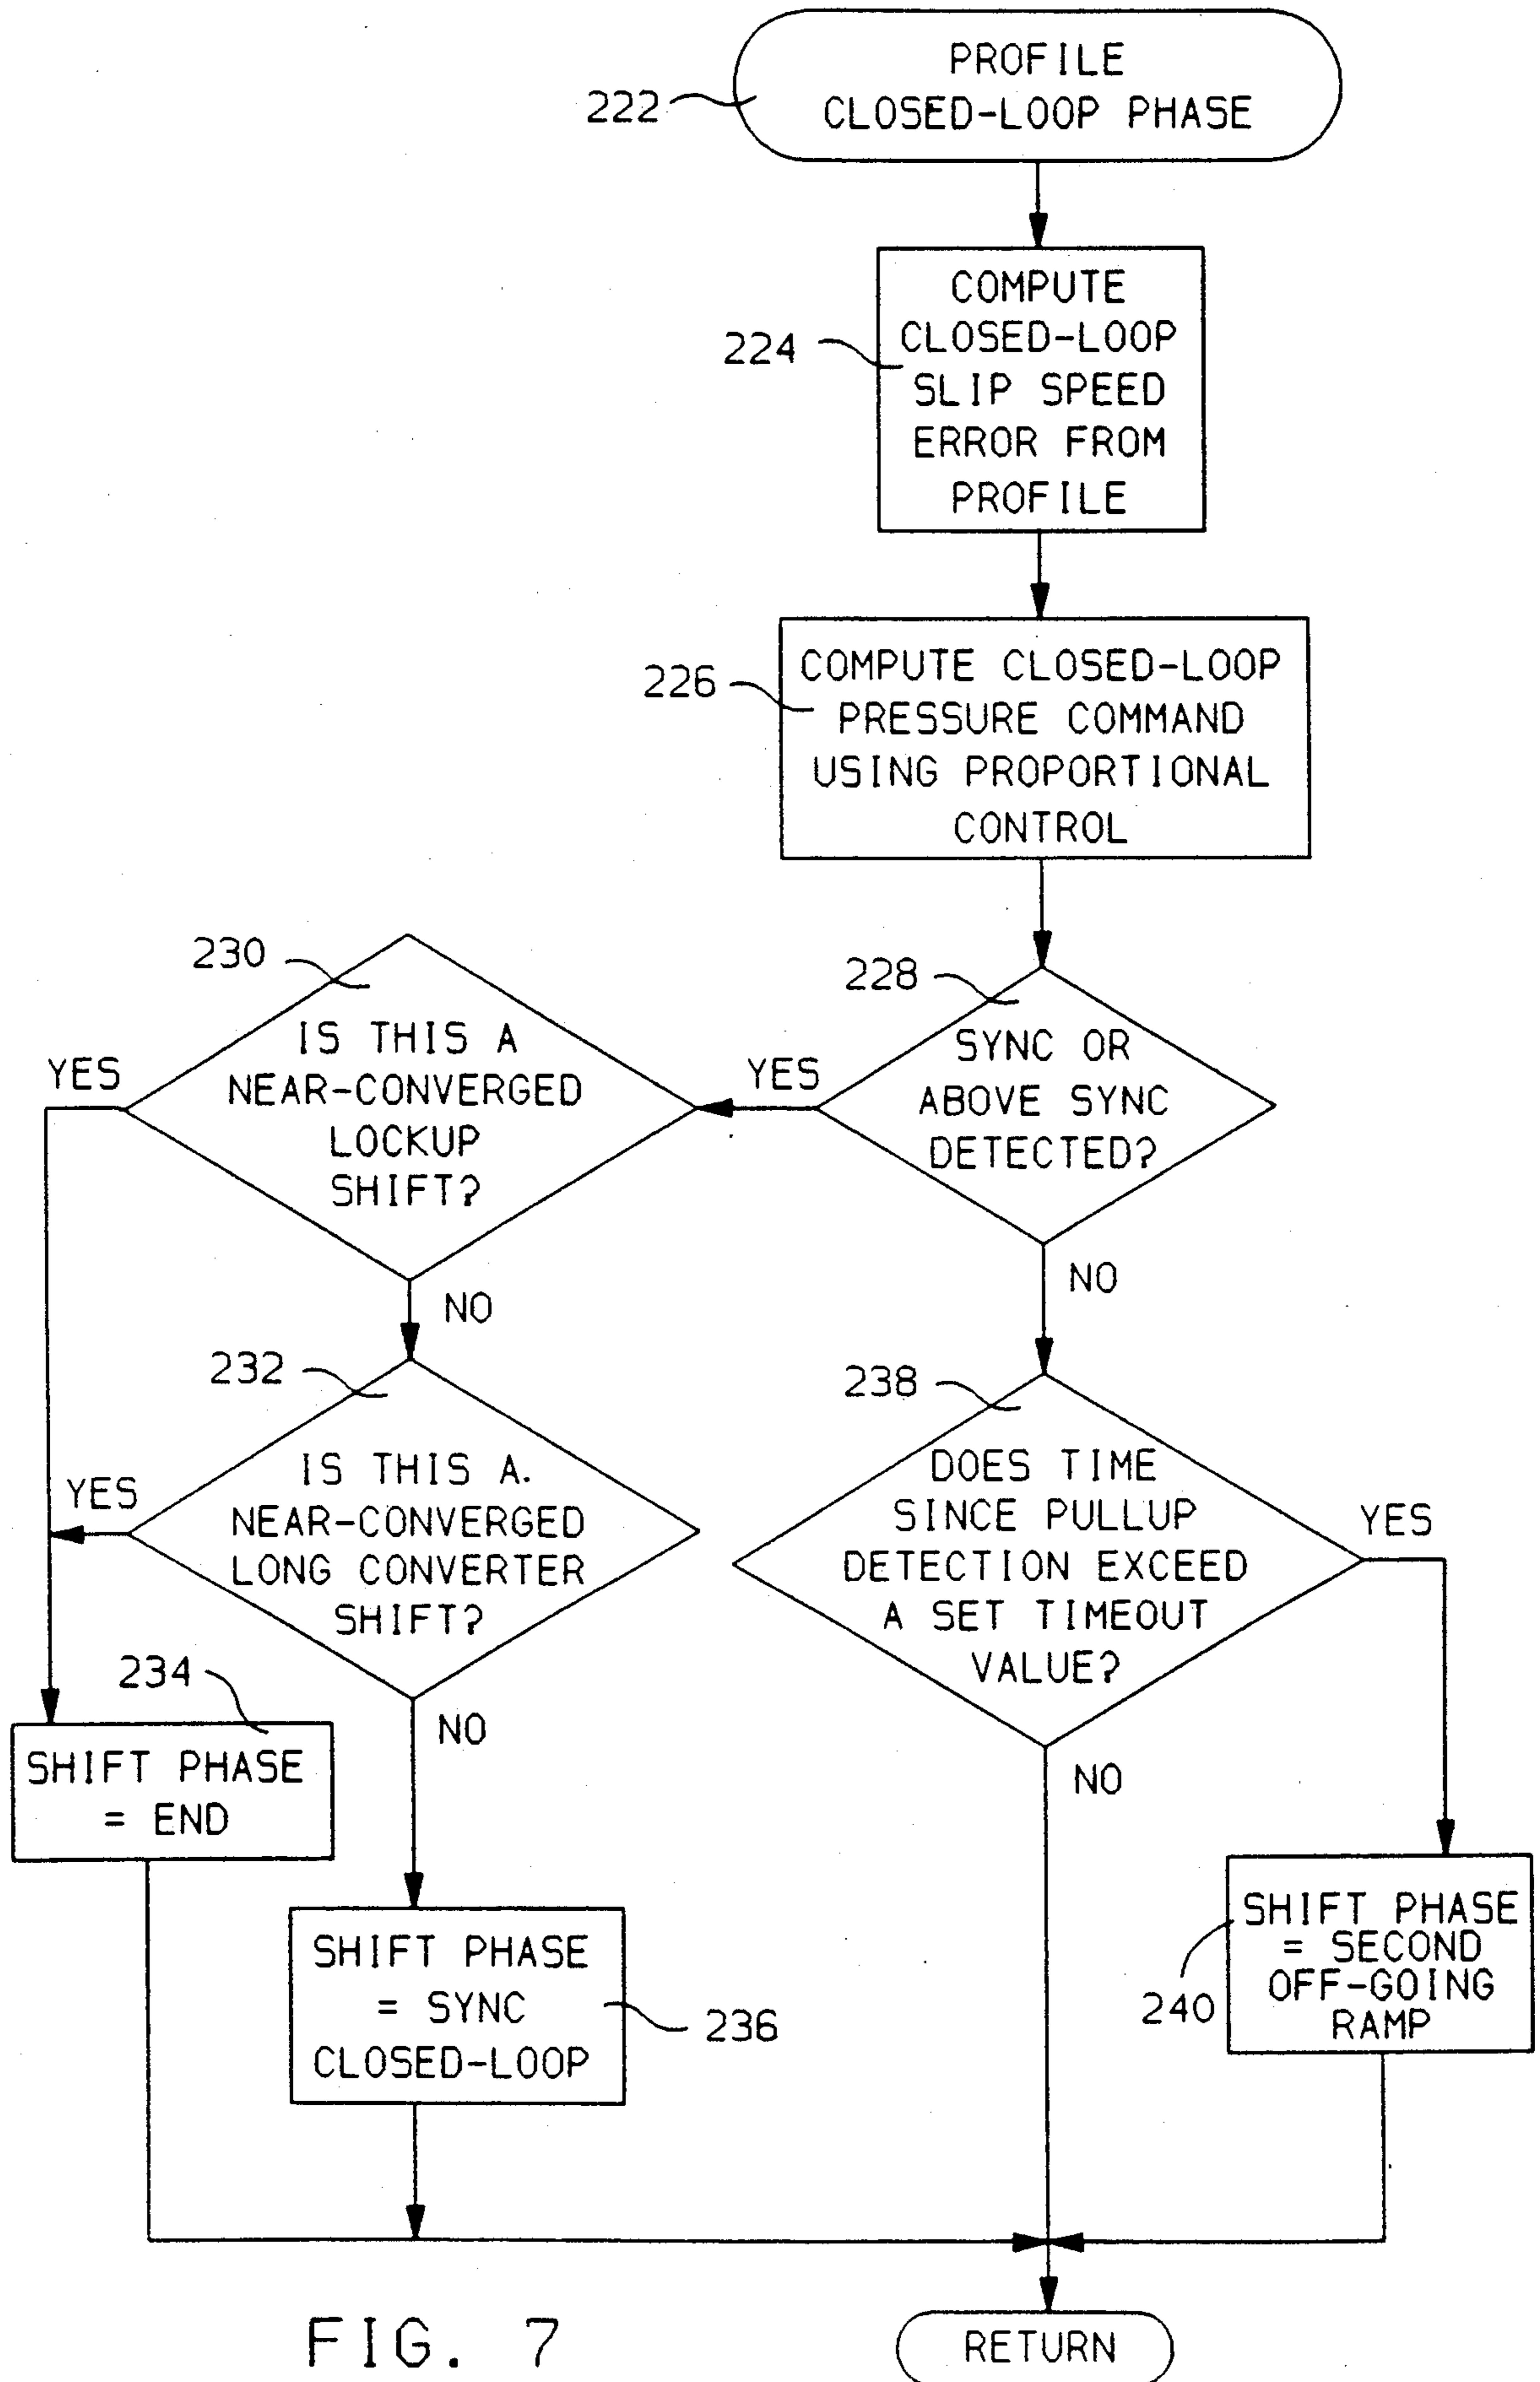 PROFILE
CLOSED-LOOP PHASE
222
COMPUTE
CLOSED-LOOP
SLIP SPEED
ERROR FROM
PROFILE
224
COMPUTE CLOSED-LOOP
PRESSURE COMMAND
USING PROPORTIONAL
CONTROL
226
228
SYNC OR
ABOVE SYNC
DETECTED?
YES
NO
230
IS THIS A
NEAR-CONVERGED
LOCKUP
SHIFT?
YES
NO
232
IS THIS A.
NEAR-CONVERGED
LONG CONVERTER
SHIFT?
YES
NO
234
SHIFT PHASE
= END
SHIFT PHASE
= SYNC
CLOSED-LOOP
236
238
DOES TIME
SINCE PULLUP
DETECTION EXCEED
A SET TIMEOUT
VALUE?
YES
NO
SHIFT PHASE
= SECOND
OFF-GOING
RAMP
240
RETURN
FIG. 7